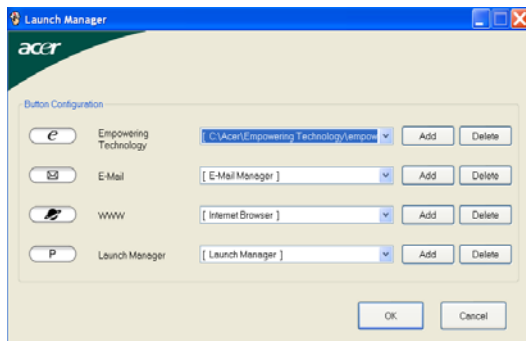 Launch Manager
acer
Button Configuration
e Empowering Technology [ C:\Acer\Empowering Technology\empow Add Delete
E-Mail [ E-Mail Manager ] Add Delete
WWW [ Internet Browser ] Add Delete
P Launch Manager [ Launch Manager ] Add Delete
OK Cancel